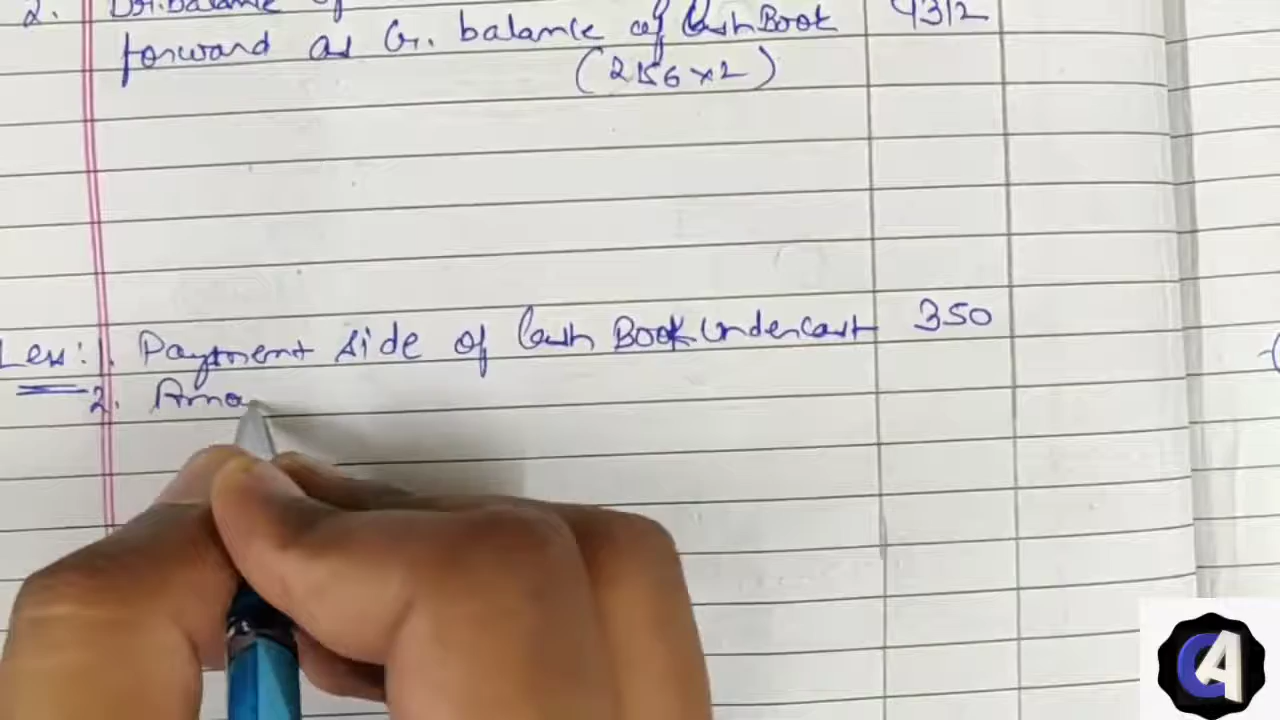 2. Dr. balance of
forward as Cr. balance of Cash Book 4312
(2156 × 2)
Less: 1. Payment side of Cash Book Undercast 350
2. Amo
CA